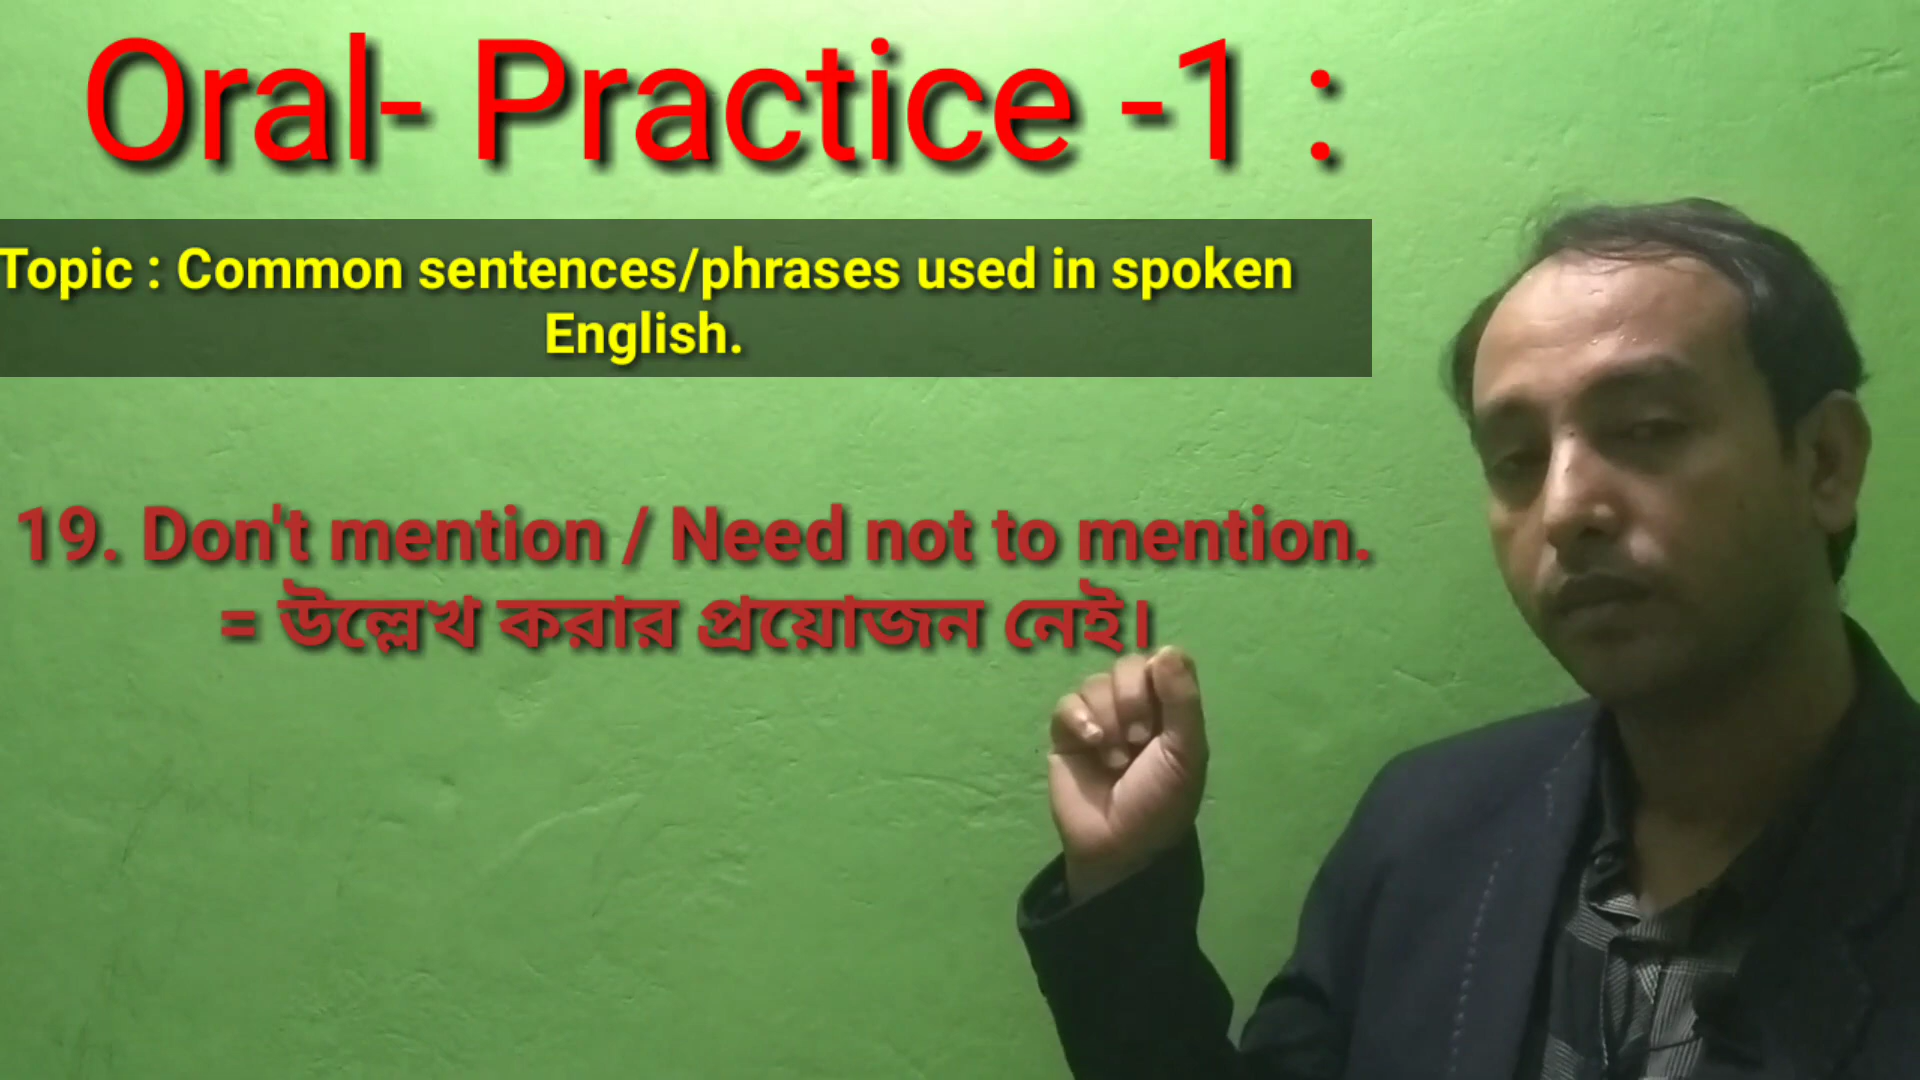 Oral- Practice -1 :
Topic : Common sentences/phrases used in spoken
English.
19. Don't mention / Need not to mention.
= উল্লেখ করার প্রয়োজন নেই।